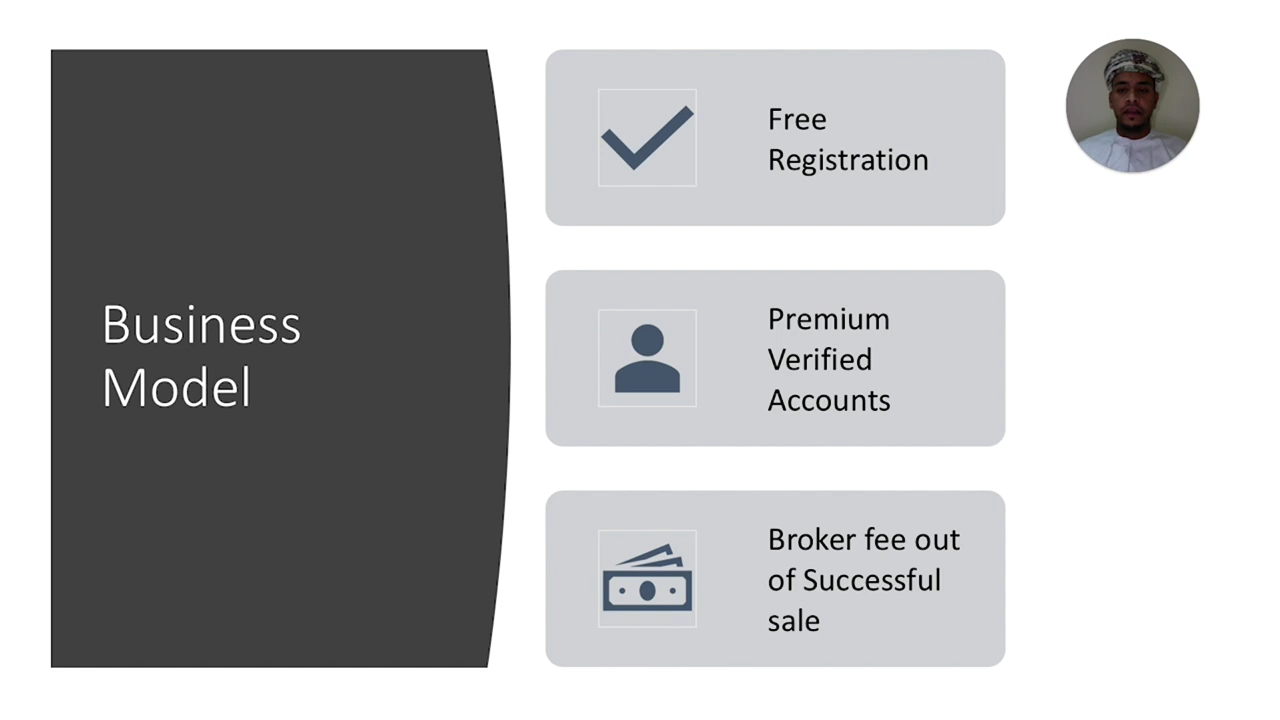 Business
Model
Free
Registration
Premium
Verified
Accounts
Broker fee out
of Successful
sale